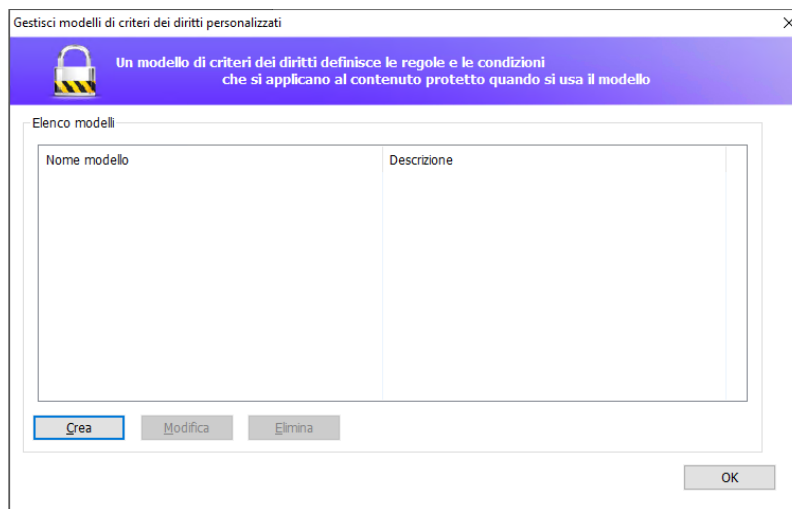 Gestisci modelli di criteri dei diritti personalizzati
Un modello di criteri dei diritti definisce le regole e le condizioni
che si applicano al contenuto protetto quando si usa il modello
Elenco modelli
Nome modello Descrizione
Crea Modifica Elimina
OK